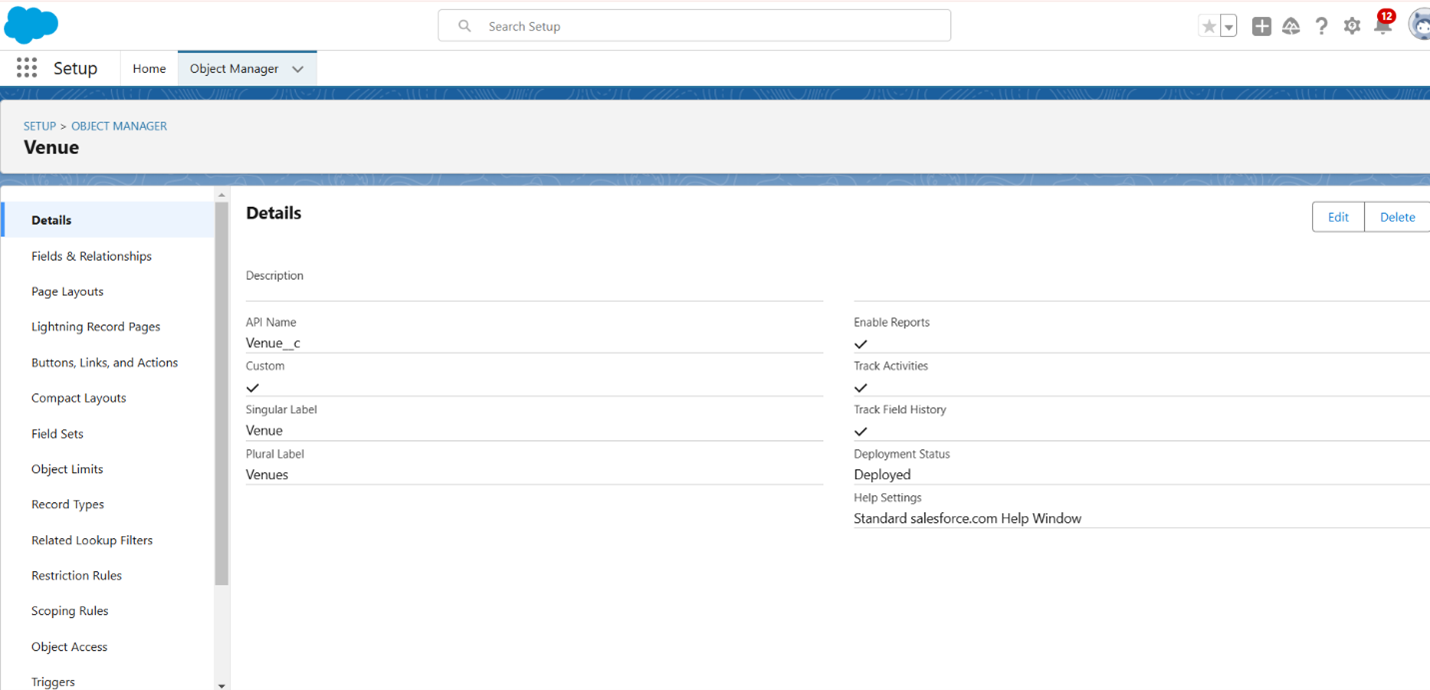 Search Setup
12
Setup
Home
Object Manager
SETUP > OBJECT MANAGER
Venue
Details
Fields & Relationships
Page Layouts
Lightning Record Pages
Buttons, Links, and Actions
Compact Layouts
Field Sets
Object Limits
Record Types
Related Lookup Filters
Restriction Rules
Scoping Rules
Object Access
Triggers
Details
Edit
Delete
Description
API Name
Venue__c
Custom
Singular Label
Venue
Plural Label
Venues
Enable Reports
Track Activities
Track Field History
Deployment Status
Deployed
Help Settings
Standard salesforce.com Help Window